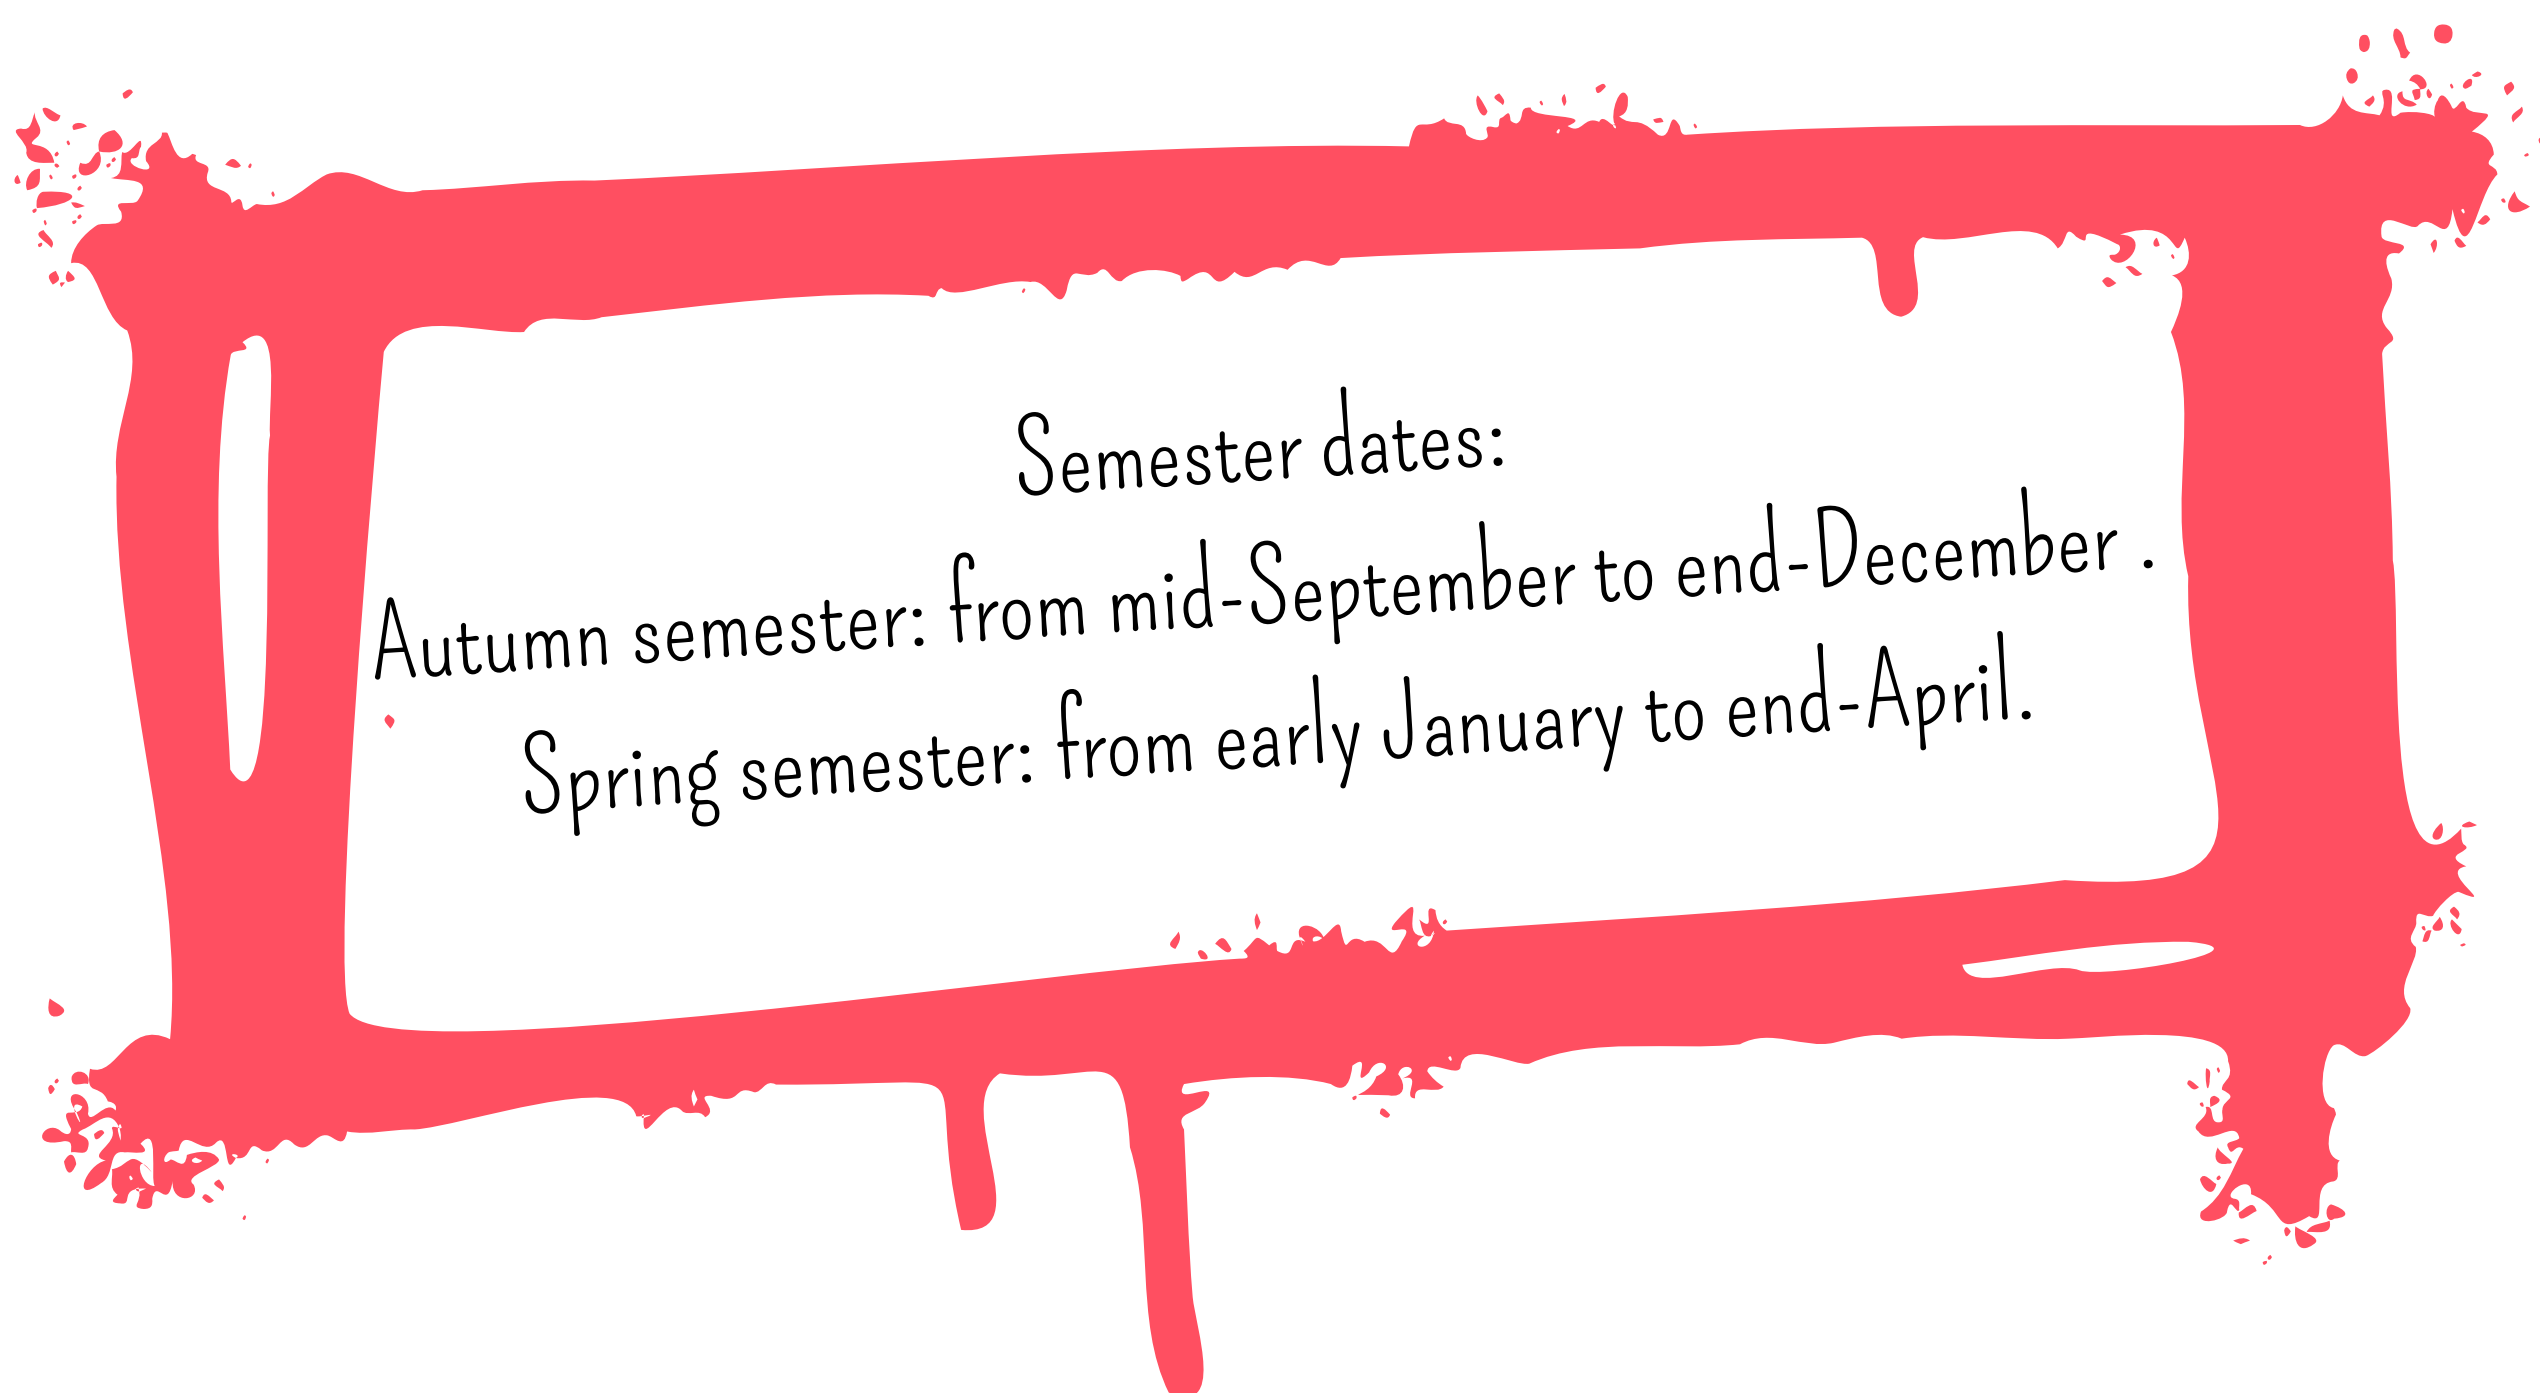 Semester dates:
Autumn semester: from mid-September to end-December .
Spring semester: from early January to end-April.